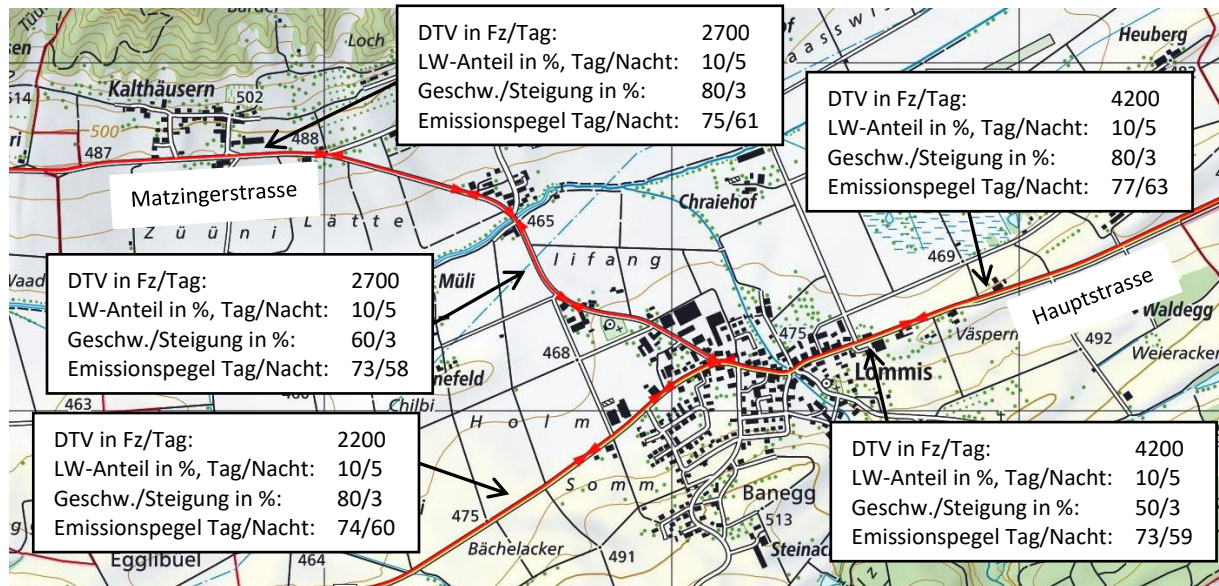 DTV in Fz/Tag: 2700
LW-Anteil in %, Tag/Nacht: 10/5
Geschw./Steigung in %: 80/3
Emissionspegel Tag/Nacht: 75/61
DTV in Fz/Tag: 4200
LW-Anteil in %, Tag/Nacht: 10/5
Geschw./Steigung in %: 80/3
Emissionspegel Tag/Nacht: 77/63
Loch
Heuberg
Kalthäusern
502
500
487
488
Matzingerstrasse
Z ü ü n i
L ä t t e
465
Chraiehof
I i f a n g
Müli
469
Hauptstrasse
Waldegg
Väspern
492
Weieracker
475
468
Lommis
DTV in Fz/Tag: 2700
LW-Anteil in %, Tag/Nacht: 10/5
Geschw./Steigung in %: 60/3
Emissionspegel Tag/Nacht: 73/58
463
Chilbi
H o l m
DTV in Fz/Tag: 2200
LW-Anteil in %, Tag/Nacht: 10/5
Geschw./Steigung in %: 80/3
Emissionspegel Tag/Nacht: 74/60
DTV in Fz/Tag: 4200
LW-Anteil in %, Tag/Nacht: 10/5
Geschw./Steigung in %: 50/3
Emissionspegel Tag/Nacht: 73/59
S o m m
Banegg
513
475
Bächelacker
491
Egglibüel
464